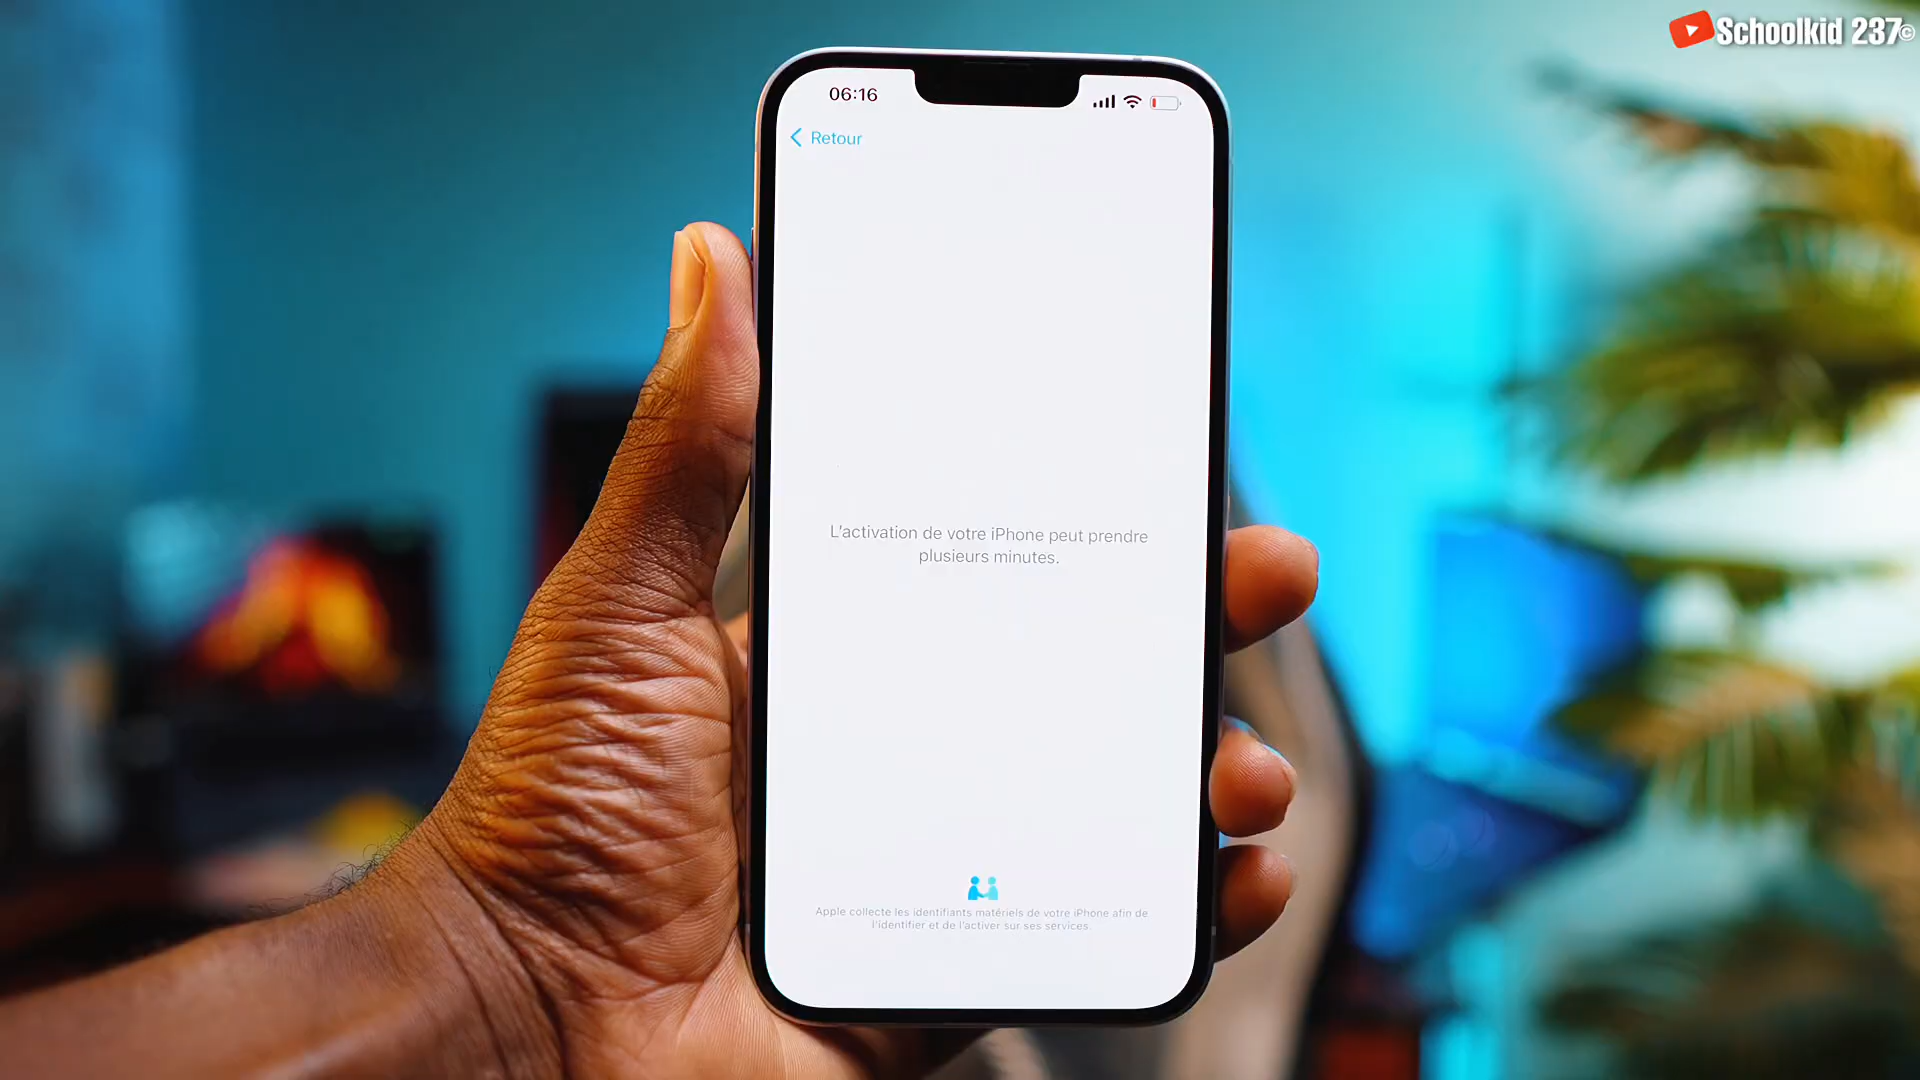 Schoolkid 237©
06:16
Retour
L'activation de votre iPhone peut prendre
plusieurs minutes.
Apple collecte les identifiants matériels de votre iPhone afin de
l'identifier et de l'activer sur ses services.